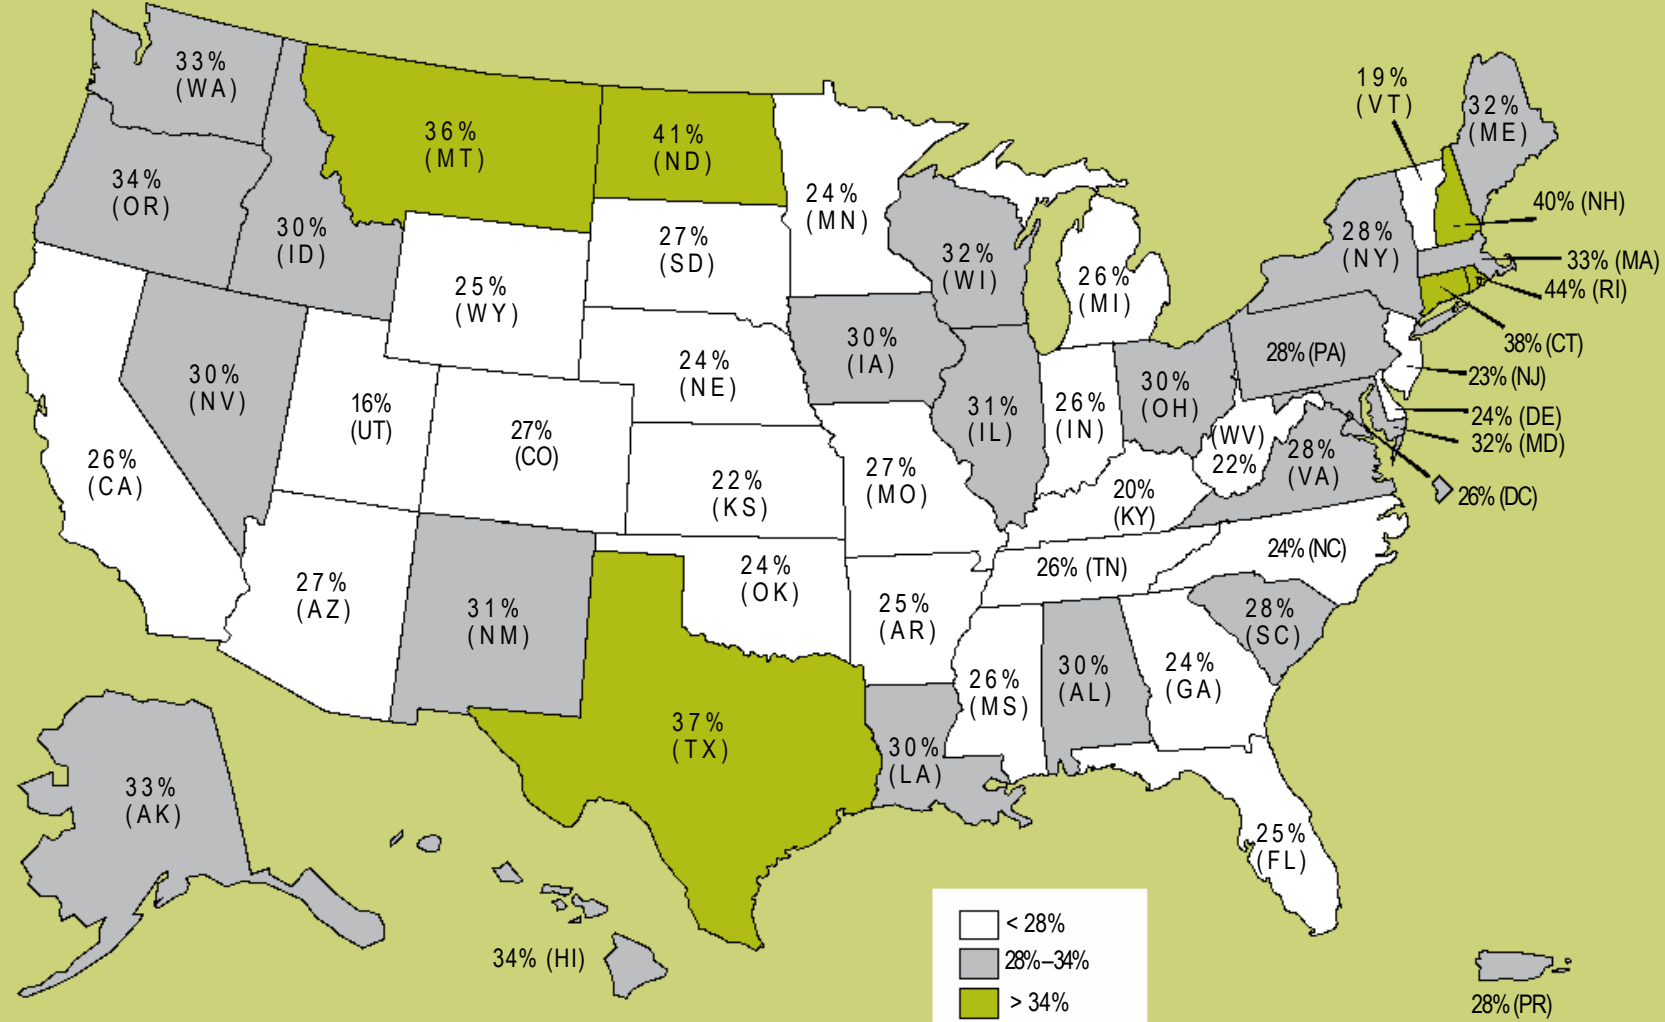 33%
(WA)
36%
(MT)
41%
(ND)
19%
(VT)
32%
(ME)
34%
(OR)
30%
(ID)
24%
(MN)
40% (NH)
27%
(SD)
32%
(WI)
28%
(NY)
33% (MA)
25%
(WY)
26%
(MI)
44% (RI)
30%
(NV)
24%
(NE)
30%
(IA)
28% (PA)
38% (CT)
23% (NJ)
16%
(UT)
27%
(CO)
31%
(IL)
26%
(IN)
30%
(OH)
24% (DE)
32% (MD)
26%
(CA)
22%
(KS)
27%
(MO)
(WV)
22%
28%
(VA)
26% (DC)
20%
(KY)
27%
(AZ)
31%
(NM)
24%
(OK)
25%
(AR)
26% (TN)
24% (NC)
28%
(SC)
26%
(MS)
30%
(AL)
24%
(GA)
37%
(TX)
30%
(LA)
33%
(AK)
25%
(FL)
34% (HI)
< 28%
28%–34%
> 34%
28% (PR)